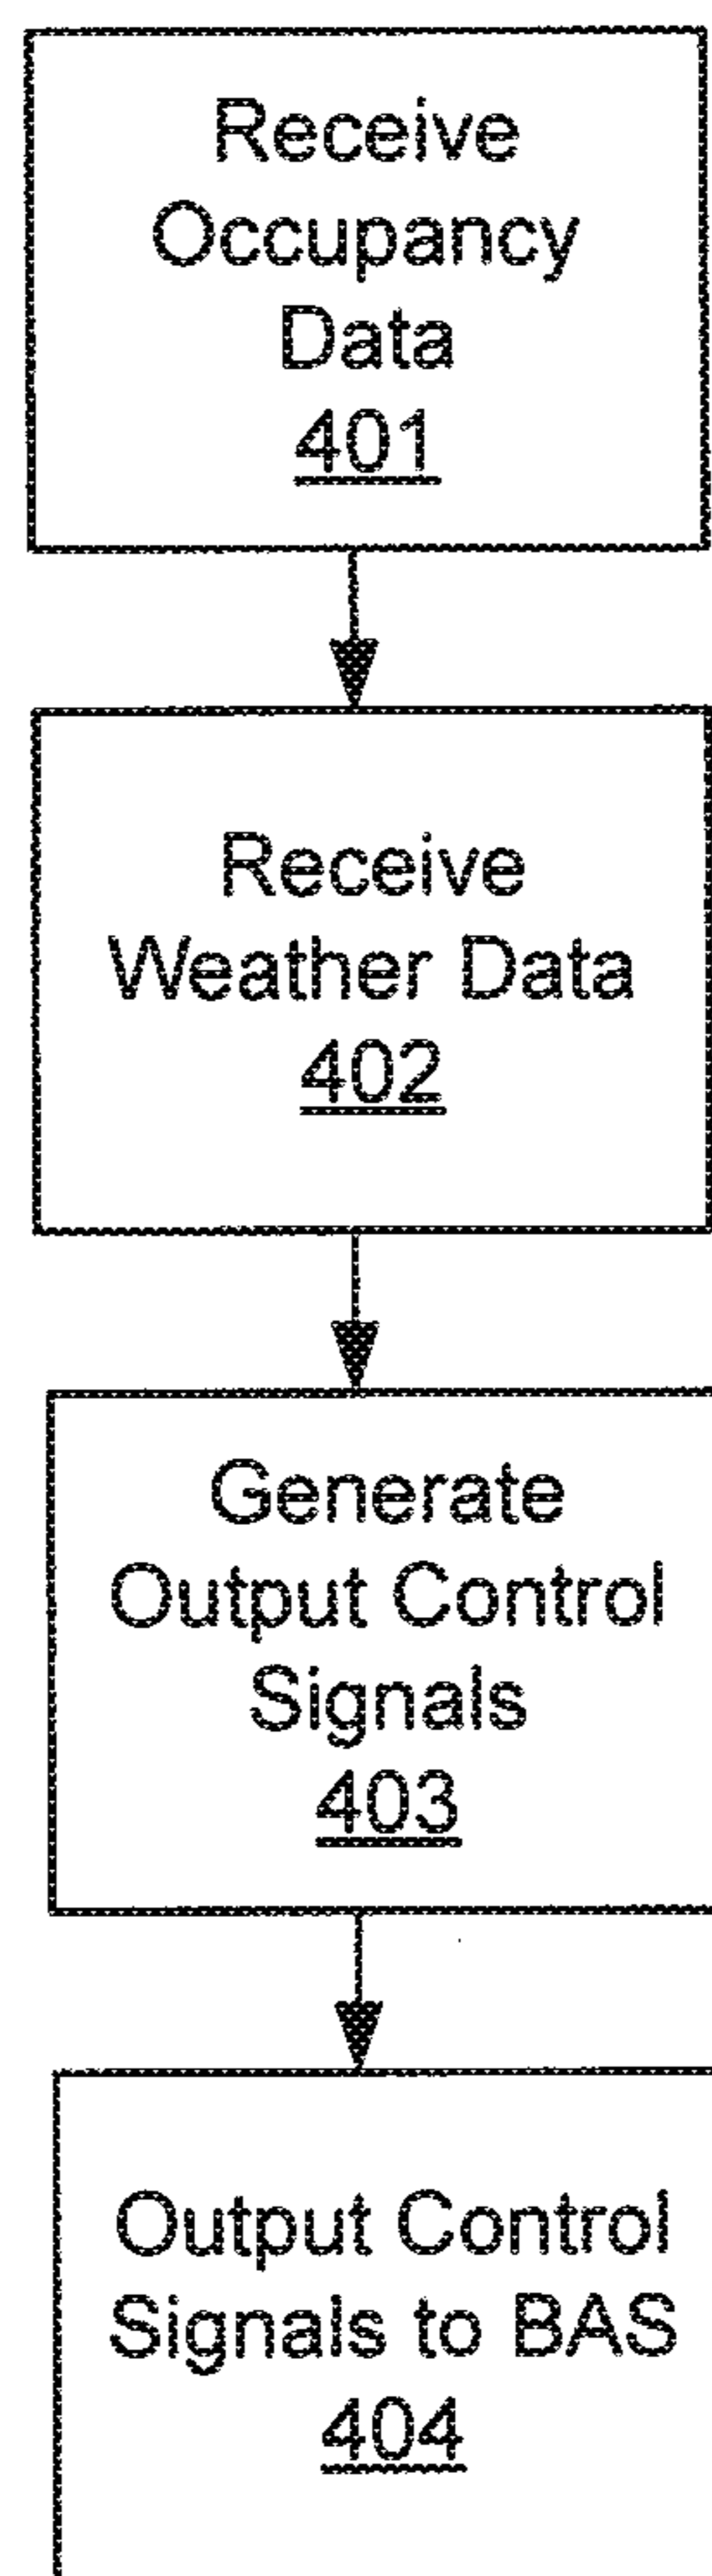 Receive
Occupancy
Data
401
Receive
Weather Data
402
Generate
Output Control
Signals
403
Output Control
Signals to BAS
404